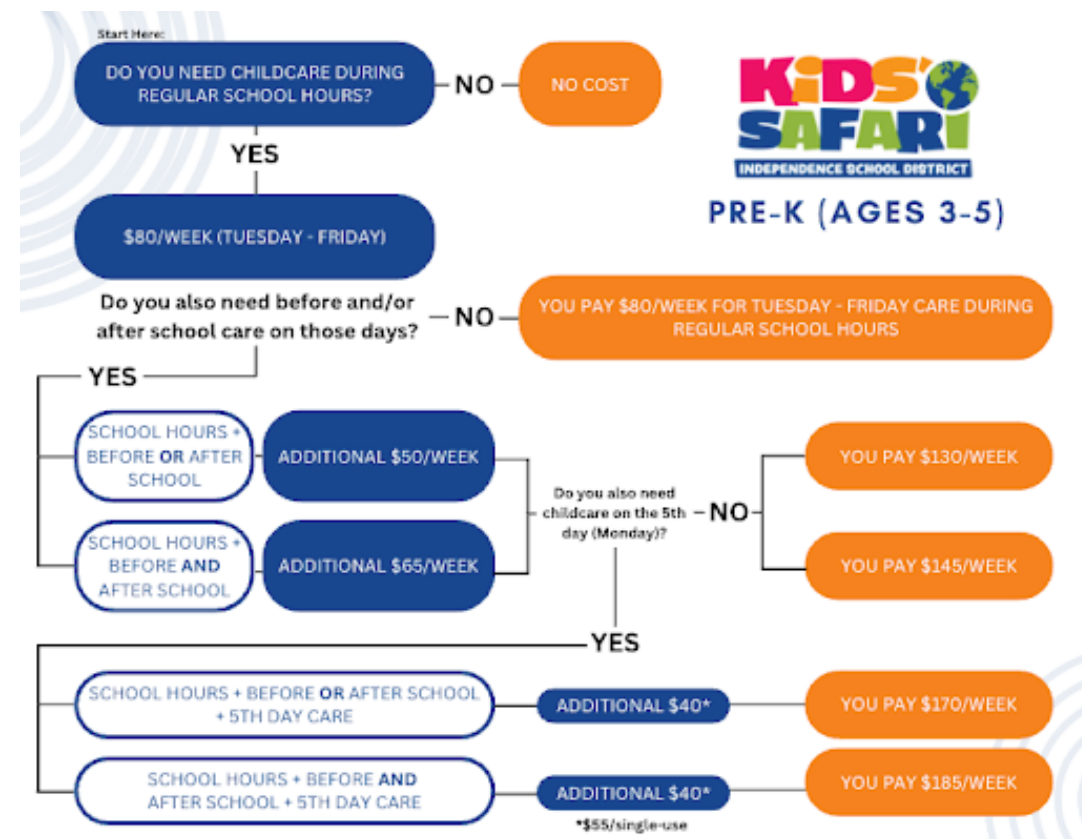 Start Here:
DO YOU NEED CHILDCARE DURING
REGULAR SCHOOL HOURS?
NO
NO COST
KiDS'
SAFARi
INDEPENDENCE SCHOOL DISTRICT
PRE-K (AGES 3-5)
YES
$80/WEEK (TUESDAY - FRIDAY)
Do you also need before and/or
after school care on those days?
NO
YOU PAY $80/WEEK FOR TUESDAY - FRIDAY CARE DURING
REGULAR SCHOOL HOURS
YES
SCHOOL HOURS +
BEFORE OR AFTER
SCHOOL
ADDITIONAL $50/WEEK
SCHOOL HOURS +
BEFORE AND
AFTER SCHOOL
ADDITIONAL $65/WEEK
Do you also need
childcare on the 5th
day (Monday)?
NO
YOU PAY $130/WEEK
YOU PAY $145/WEEK
YES
SCHOOL HOURS + BEFORE OR AFTER SCHOOL
+ 5TH DAY CARE
ADDITIONAL $40*
YOU PAY $170/WEEK
SCHOOL HOURS + BEFORE AND
AFTER SCHOOL + 5TH DAY CARE
ADDITIONAL $40*
YOU PAY $185/WEEK
*$55/single-use